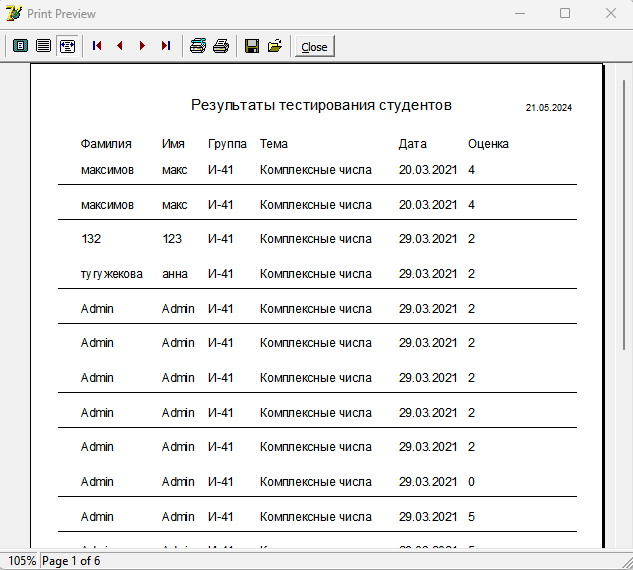 Print Preview
Close
Результаты тестирования студентов 21.05.2024
Фамилия Имя Группа Тема Дата Оценка
максимов макс И-41 Комплексные числа 20.03.2021 4
максимов макс И-41 Комплексные числа 20.03.2021 4
132 123 И-41 Комплексные числа 29.03.2021 2
тугужекова анна И-41 Комплексные числа 29.03.2021 2
Admin Admin И-41 Комплексные числа 29.03.2021 2
Admin Admin И-41 Комплексные числа 29.03.2021 2
Admin Admin И-41 Комплексные числа 29.03.2021 2
Admin Admin И-41 Комплексные числа 29.03.2021 2
Admin Admin И-41 Комплексные числа 29.03.2021 2
Admin Admin И-41 Комплексные числа 29.03.2021 0
Admin Admin И-41 Комплексные числа 29.03.2021 5
105% Page 1 of 6